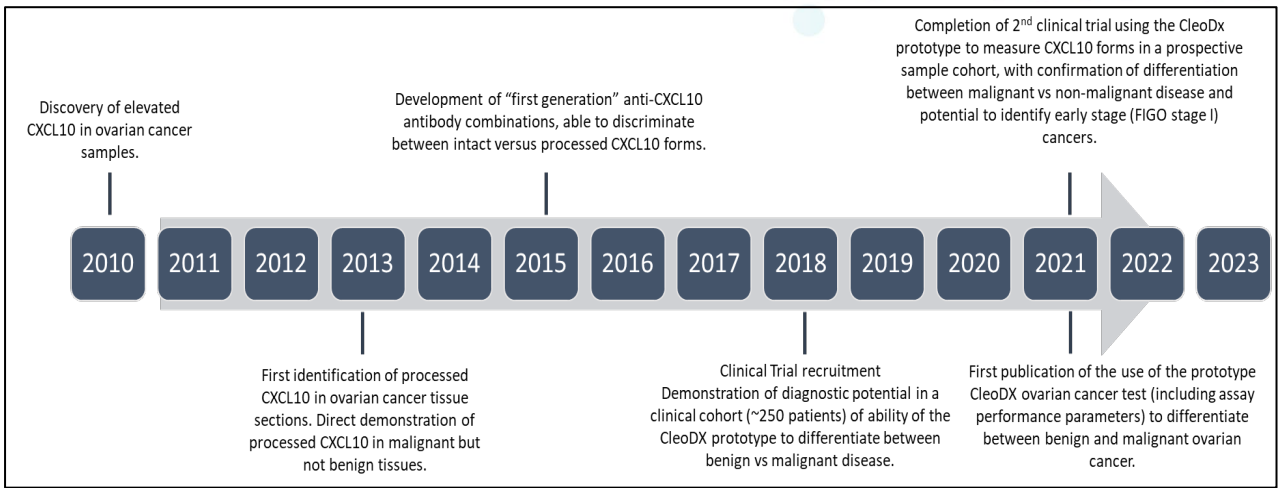 Discovery of elevated
CXCL10 in ovarian cancer
samples.
Development of “first generation” anti-CXCL10
antibody combinations, able to discriminate
between intact versus processed CXCL10 forms.
Completion of 2nd clinical trial using the CleoDx
prototype to measure CXCL10 forms in a prospective
sample cohort, with confirmation of differentiation
between malignant vs non-malignant disease and
potential to identify early stage (FIGO stage I)
cancers.
2010 2011 2012 2013 2014 2015 2016 2017 2018 2019 2020 2021 2022 2023
First identification of processed
CXCL10 in ovarian cancer tissue
sections. Direct demonstration of
processed CXCL10 in malignant but
not benign tissues.
Clinical Trial recruitment
Demonstration of diagnostic potential in a
clinical cohort (~250 patients) of ability of the
CleoDX prototype to differentiate between
benign vs malignant disease.
First publication of the use of the prototype
CleoDX ovarian cancer test (including assay
performance parameters) to differentiate
between benign and malignant ovarian
cancer.